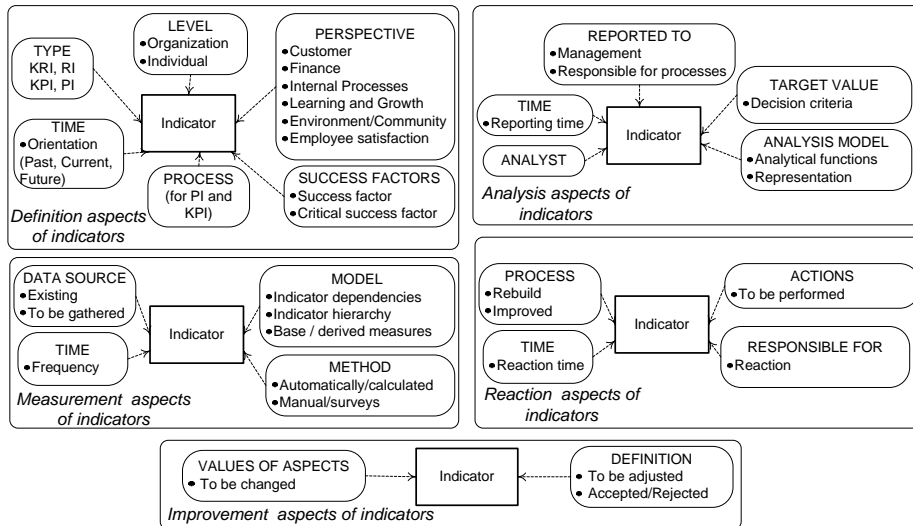 LEVEL
• Organization
• Individual
TYPE
KRI, RI
KPI, PI
PERSPECTIVE
• Customer
• Finance
• Internal Processes
• Learning and Growth
• Environment/Community
• Employee satisfaction
Indicator
TIME
• Orientation
(Past, Current,
Future)
PROCESS
(for PI and
KPI)
SUCCESS FACTORS
• Success factor
• Critical success factor
Definition aspects
of indicators
REPORTED TO
• Management
• Responsible for processes
TIME
• Reporting time
TARGET VALUE
• Decision criteria
Indicator
ANALYST
ANALYSIS MODEL
• Analytical functions
• Representation
Analysis aspects of
indicators
DATA SOURCE
• Existing
• To be gathered
MODEL
• Indicator dependencies
• Indicator hierarchy
• Base / derived measures
Indicator
TIME
• Frequency
METHOD
• Automatically/calculated
• Manual/surveys
Measurement aspects
of indicators
PROCESS
• Rebuild
• Improved
ACTIONS
• To be performed
Indicator
TIME
• Reaction time
RESPONSIBLE FOR
• Reaction
Reaction aspects of
indicators
VALUES OF ASPECTS
• To be changed
Indicator
DEFINITION
• To be adjusted
• Accepted/Rejected
Improvement aspects of indicators